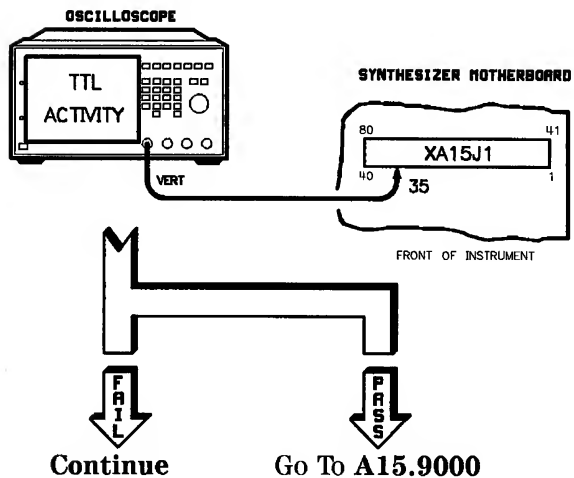 OSCILLOSCOPE
TTL
ACTIVITY
VERT
SYNTHESIZER MOTHERBOARD
80
41
XA15J1
40
35
1
FRONT OF INSTRUMENT
FAIL
PASS
Continue
Go To A15.9000